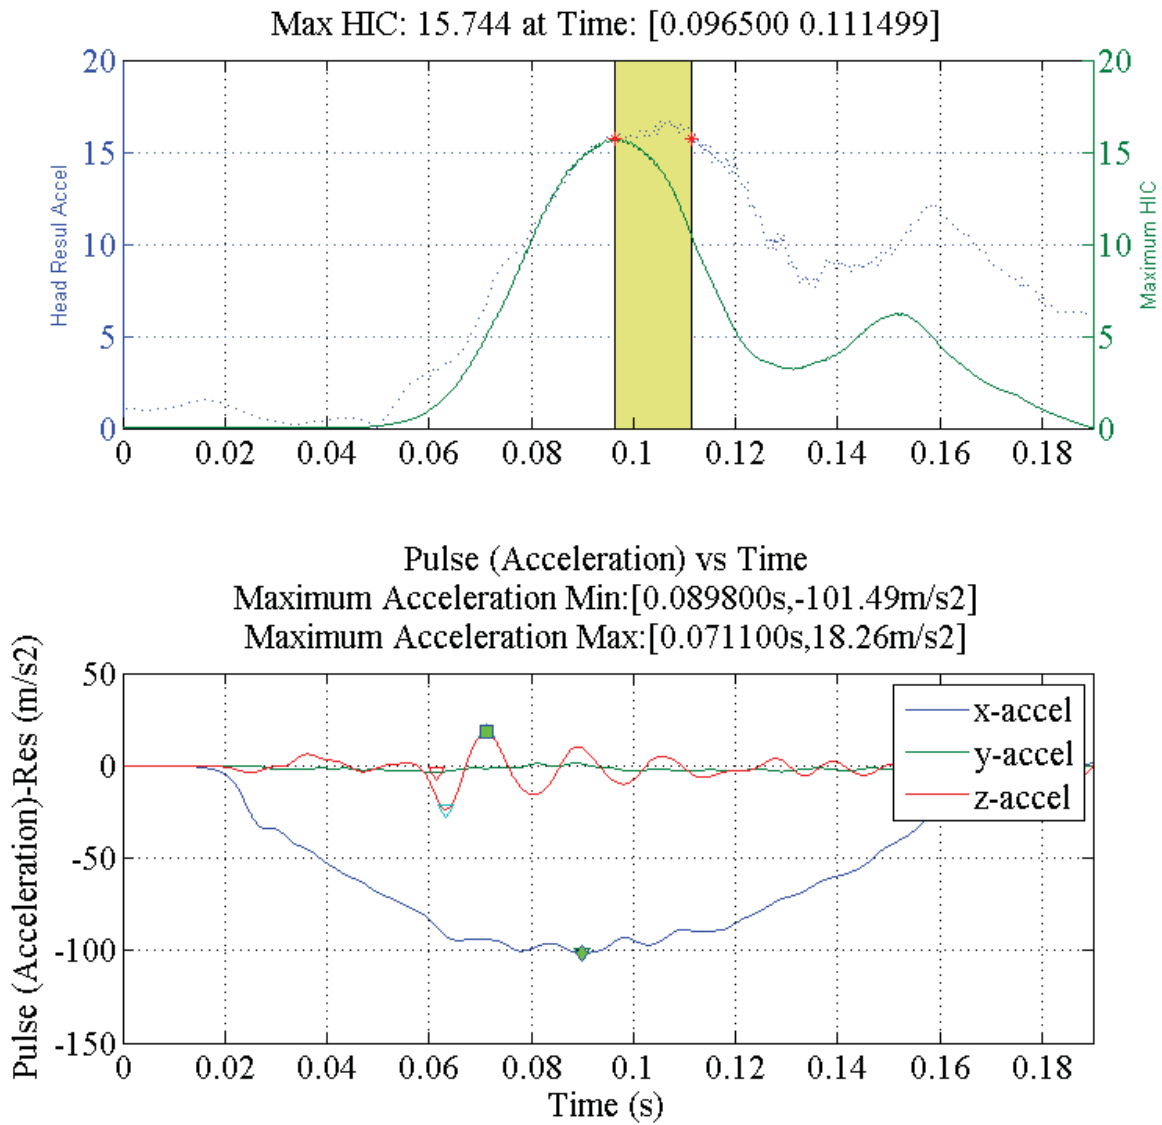 Max HIC: 15.744 at Time: [0.096500 0.111499]
20
15
10
5
0
Head Resul Accel
20
15
10
5
0
Maximum HIC
0 0.02 0.04 0.06 0.08 0.1 0.12 0.14 0.16 0.18
Pulse (Acceleration) vs Time
Maximum Acceleration Min:[0.089800s,-101.49m/s2]
Maximum Acceleration Max:[0.071100s,18.26m/s2]
Pulse (Acceleration)-Res (m/s2)
50
0
-50
-100
-150
x-accel
y-accel
z-accel
0 0.02 0.04 0.06 0.08 0.1 0.12 0.14 0.16 0.18
Time (s)